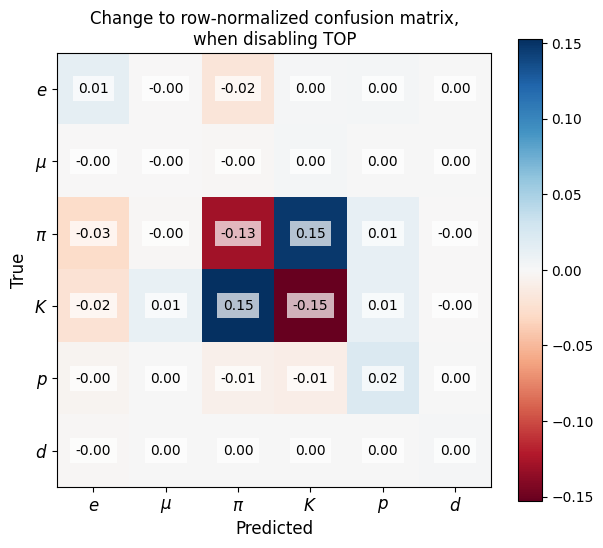 Change to row-normalized confusion matrix,
when disabling TOP
e 0.01 -0.00 -0.02 0.00 0.00 0.00
μ -0.00 -0.00 -0.00 0.00 0.00 0.00
π -0.03 -0.00 -0.13 0.15 0.01 -0.00
K -0.02 0.01 0.15 -0.15 0.01 -0.00
p -0.00 0.00 -0.01 -0.01 0.02 0.00
d -0.00 0.00 0.00 0.00 0.00 0.00
e μ π K p d
Predicted
True
0.15
0.10
0.05
0.00
−0.05
−0.10
−0.15